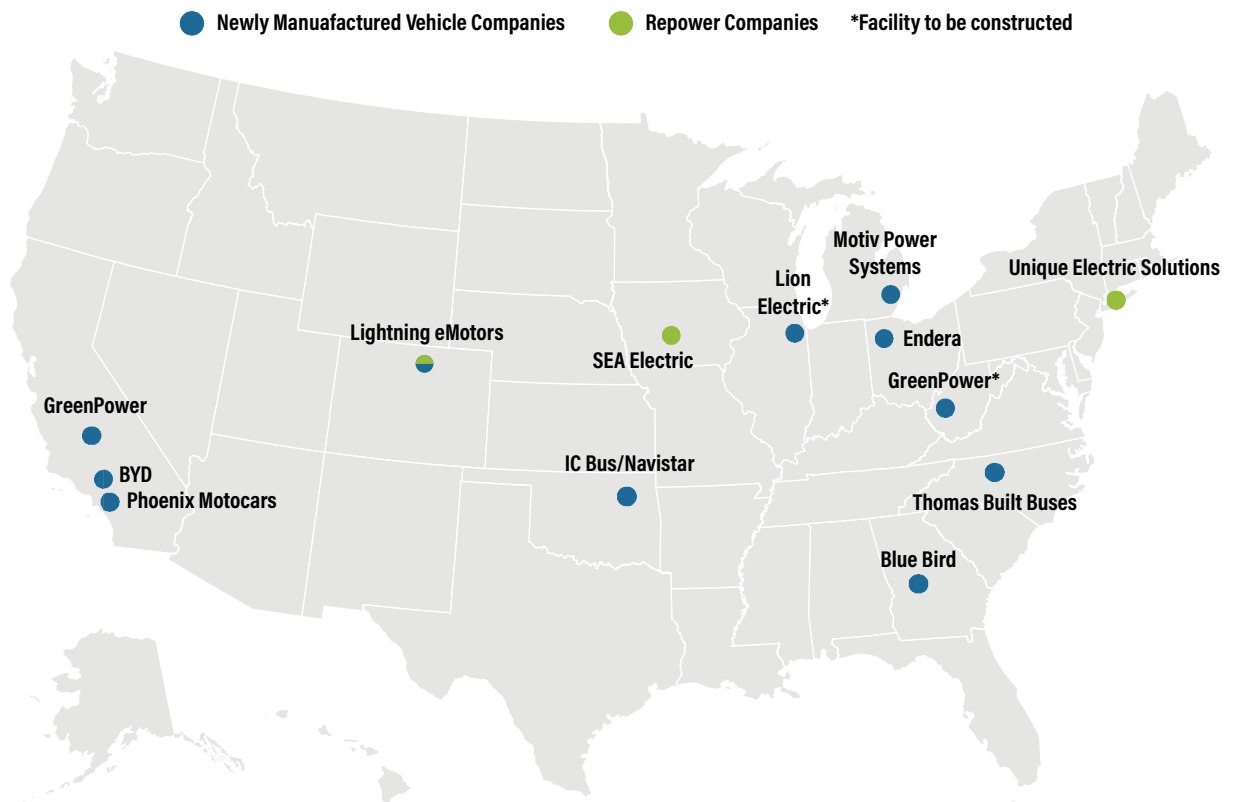 Newly Manuafactured Vehicle Companies
Repower Companies
*Facility to be constructed
Motiv Power
Systems
Unique Electric Solutions
Lion
Electric*
Lightning eMotors
SEA Electric
Endera
GreenPower*
GreenPower
IC Bus/Navistar
BYD
Phoenix Motocars
Thomas Built Buses
Blue Bird